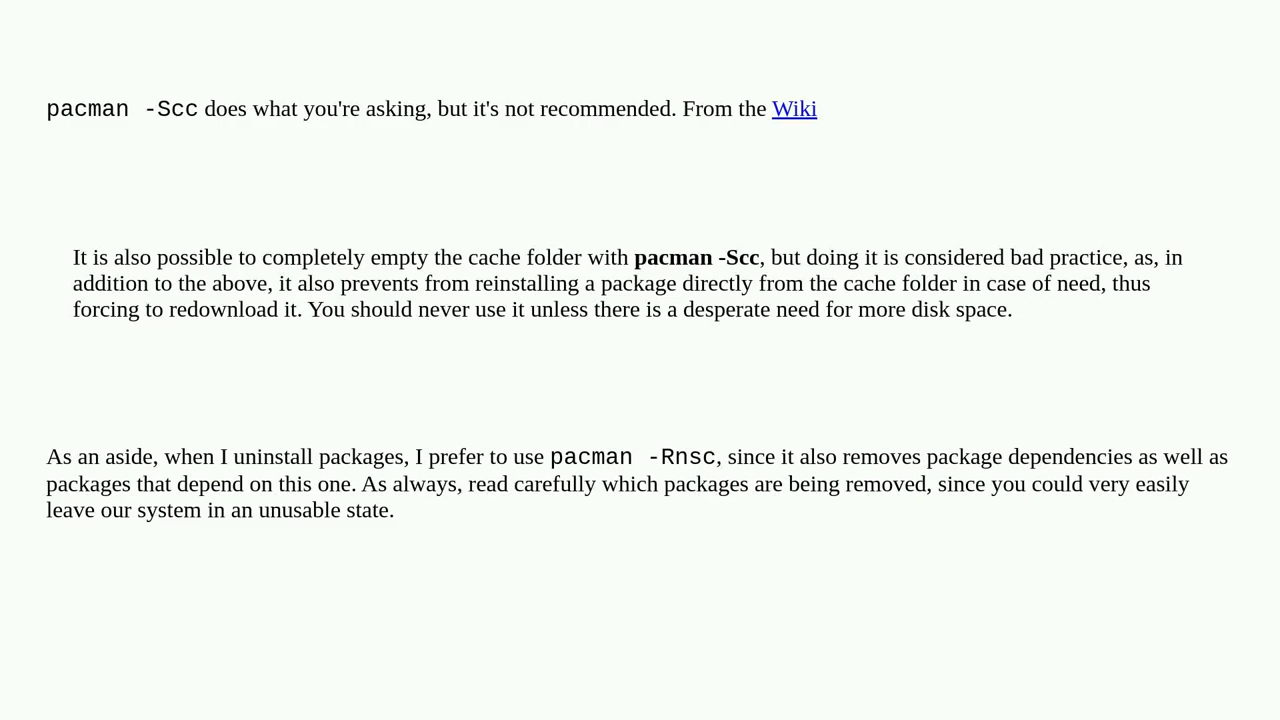 pacman -Scc does what you're asking, but it's not recommended. From the Wiki
It is also possible to completely empty the cache folder with pacman -Scc, but doing it is considered bad practice, as, in
addition to the above, it also prevents from reinstalling a package directly from the cache folder in case of need, thus
forcing to redownload it. You should never use it unless there is a desperate need for more disk space.
As an aside, when I uninstall packages, I prefer to use pacman -Rnsc, since it also removes package dependencies as well as
packages that depend on this one. As always, read carefully which packages are being removed, since you could very easily
leave our system in an unusable state.